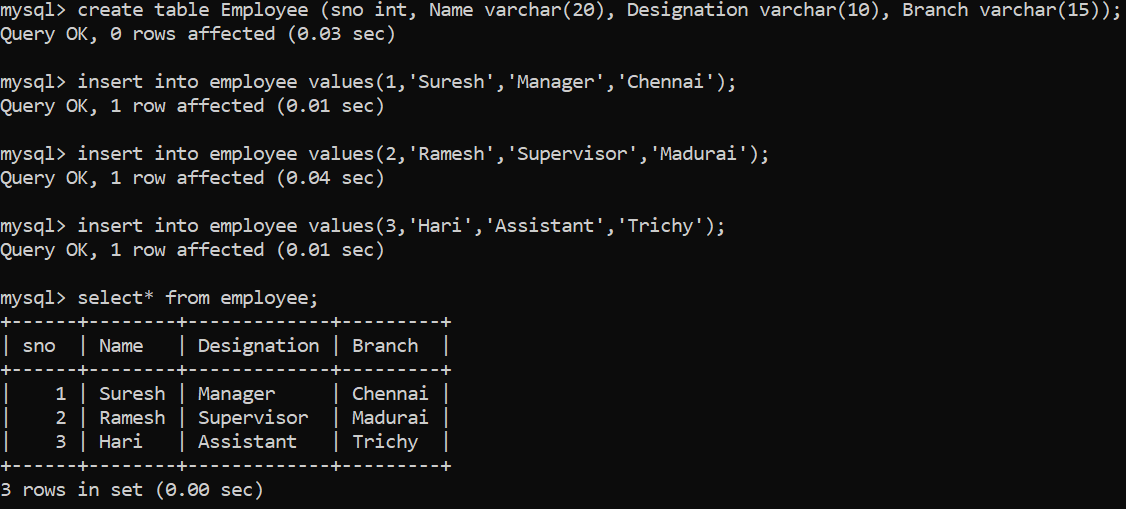 mysql> create table Employee (sno int, Name varchar(20), Designation varchar(10), Branch varchar(15));
Query OK, 0 rows affected (0.03 sec)
mysql> insert into employee values(1,'Suresh','Manager','Chennai');
Query OK, 1 row affected (0.01 sec)
mysql> insert into employee values(2,'Ramesh','Supervisor','Madurai');
Query OK, 1 row affected (0.04 sec)
mysql> insert into employee values(3,'Hari','Assistant','Trichy');
Query OK, 1 row affected (0.01 sec)
mysql> select* from employee;
+------+--------+-------------+---------+
| sno  | Name   | Designation | Branch  |
+------+--------+-------------+---------+
|    1 | Suresh | Manager     | Chennai |
|    2 | Ramesh | Supervisor  | Madurai |
|    3 | Hari   | Assistant   | Trichy  |
+------+--------+-------------+---------+
3 rows in set (0.00 sec)